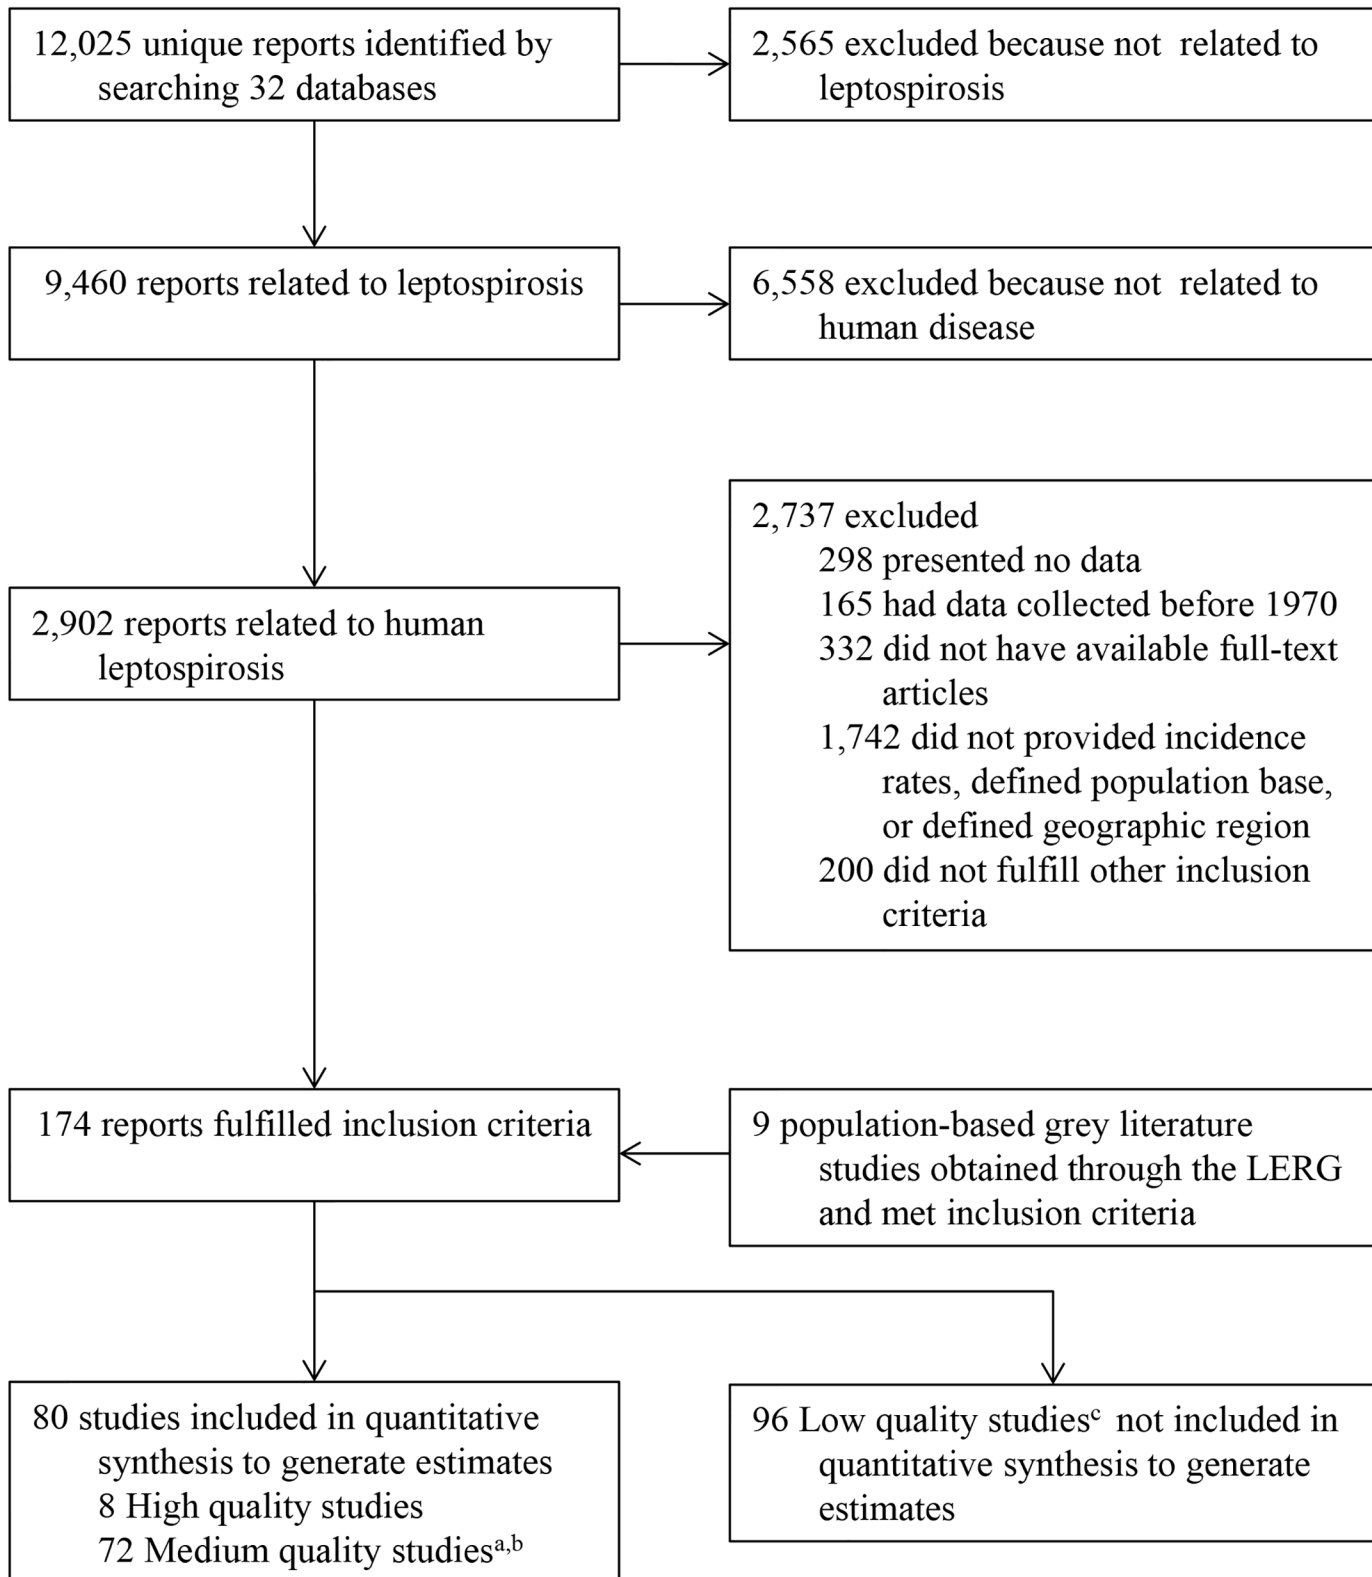 12,025 unique reports identified by
searching 32 databases
2,565 excluded because not related to
leptospirosis
9,460 reports related to leptospirosis
6,558 excluded because not related to
human disease
2,902 reports related to human
leptospirosis
2,737 excluded
298 presented no data
165 had data collected before 1970
332 did not have available full-text
articles
1,742 did not provided incidence
rates, defined population base,
or defined geographic region
200 did not fulfill other inclusion
criteria
174 reports fulfilled inclusion criteria
9 population-based grey literature
studies obtained through the LERG
and met inclusion criteria
80 studies included in quantitative
synthesis to generate estimates
8 High quality studies
72 Medium quality studiesa,b
96 Low quality studiesc not included in
quantitative synthesis to generate
estimates